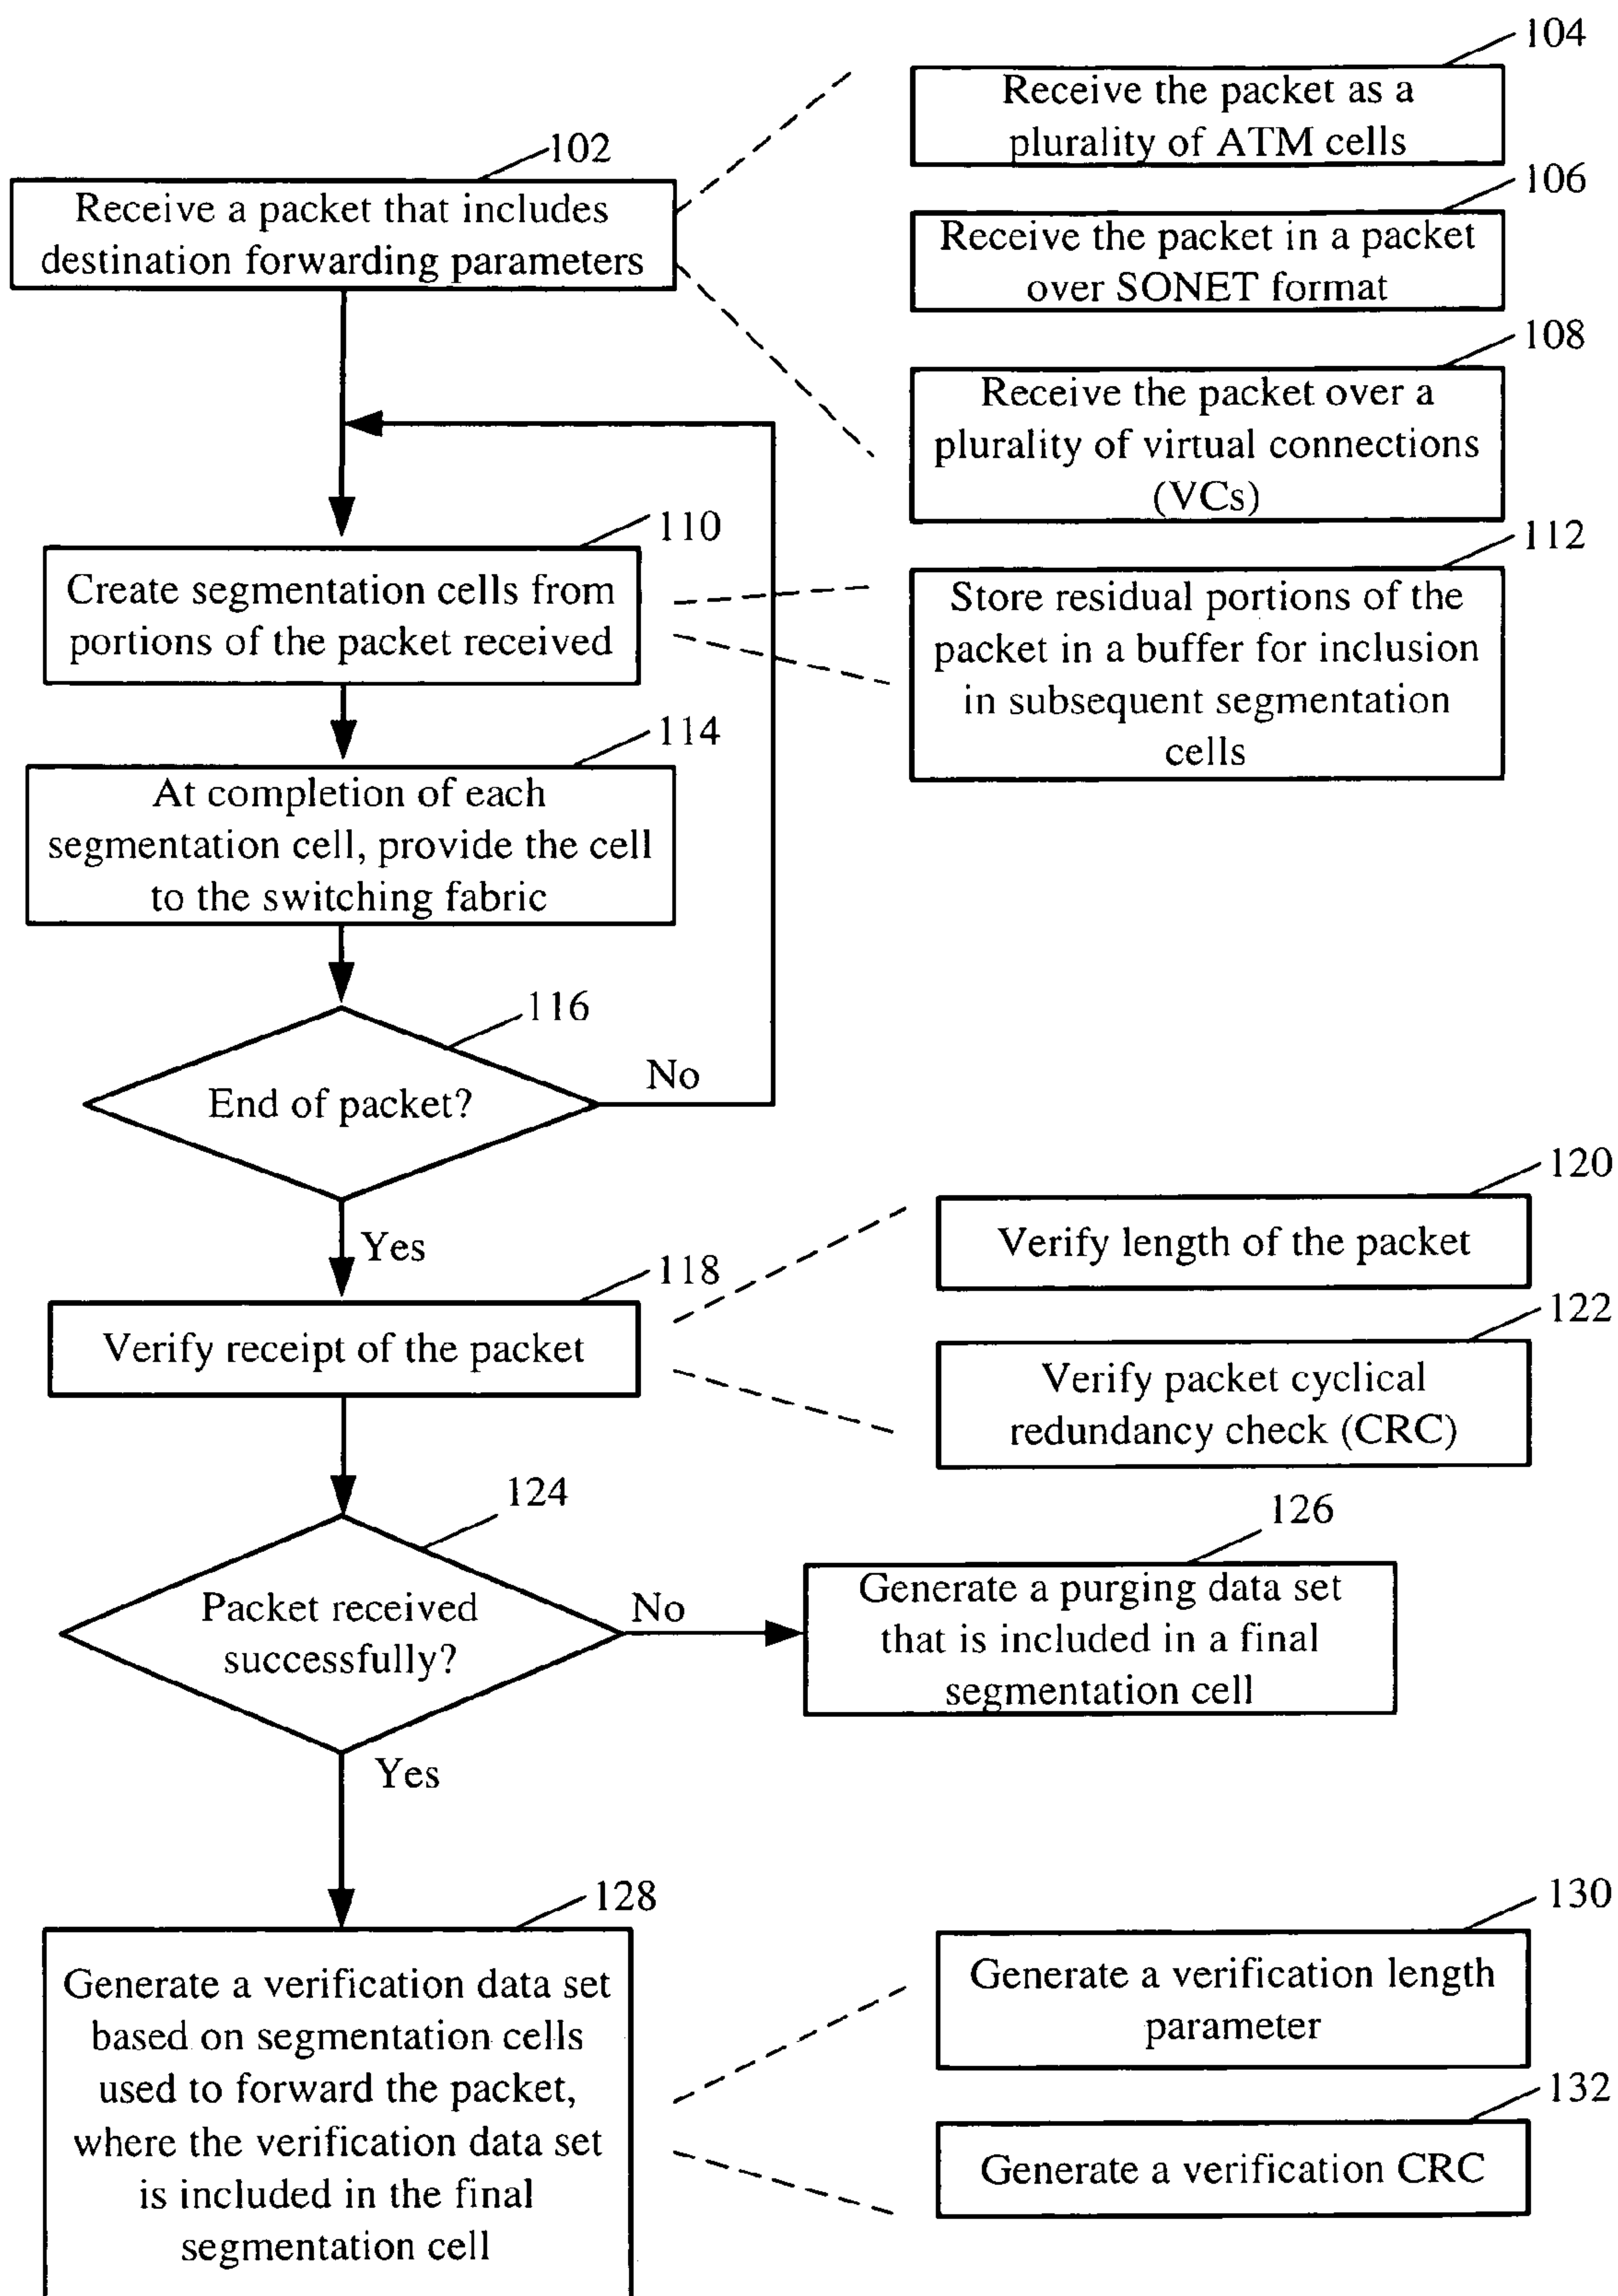 104
Receive the packet as a
plurality of ATM cells
102
Receive a packet that includes
destination forwarding parameters
106
Receive the packet in a packet
over SONET format
108
Receive the packet over a
plurality of virtual connections
(VCs)
110
Create segmentation cells from
portions of the packet received
112
Store residual portions of the
packet in a buffer for inclusion
in subsequent segmentation
cells
114
At completion of each
segmentation cell, provide the cell
to the switching fabric
116
End of packet?
No
Yes
118
Verify receipt of the packet
120
Verify length of the packet
122
Verify packet cyclical
redundancy check (CRC)
124
Packet received
successfully?
No
126
Generate a purging data set
that is included in a final
segmentation cell
Yes
128
Generate a verification data set
based on segmentation cells
used to forward the packet,
where the verification data set
is included in the final
segmentation cell
130
Generate a verification length
parameter
132
Generate a verification CRC